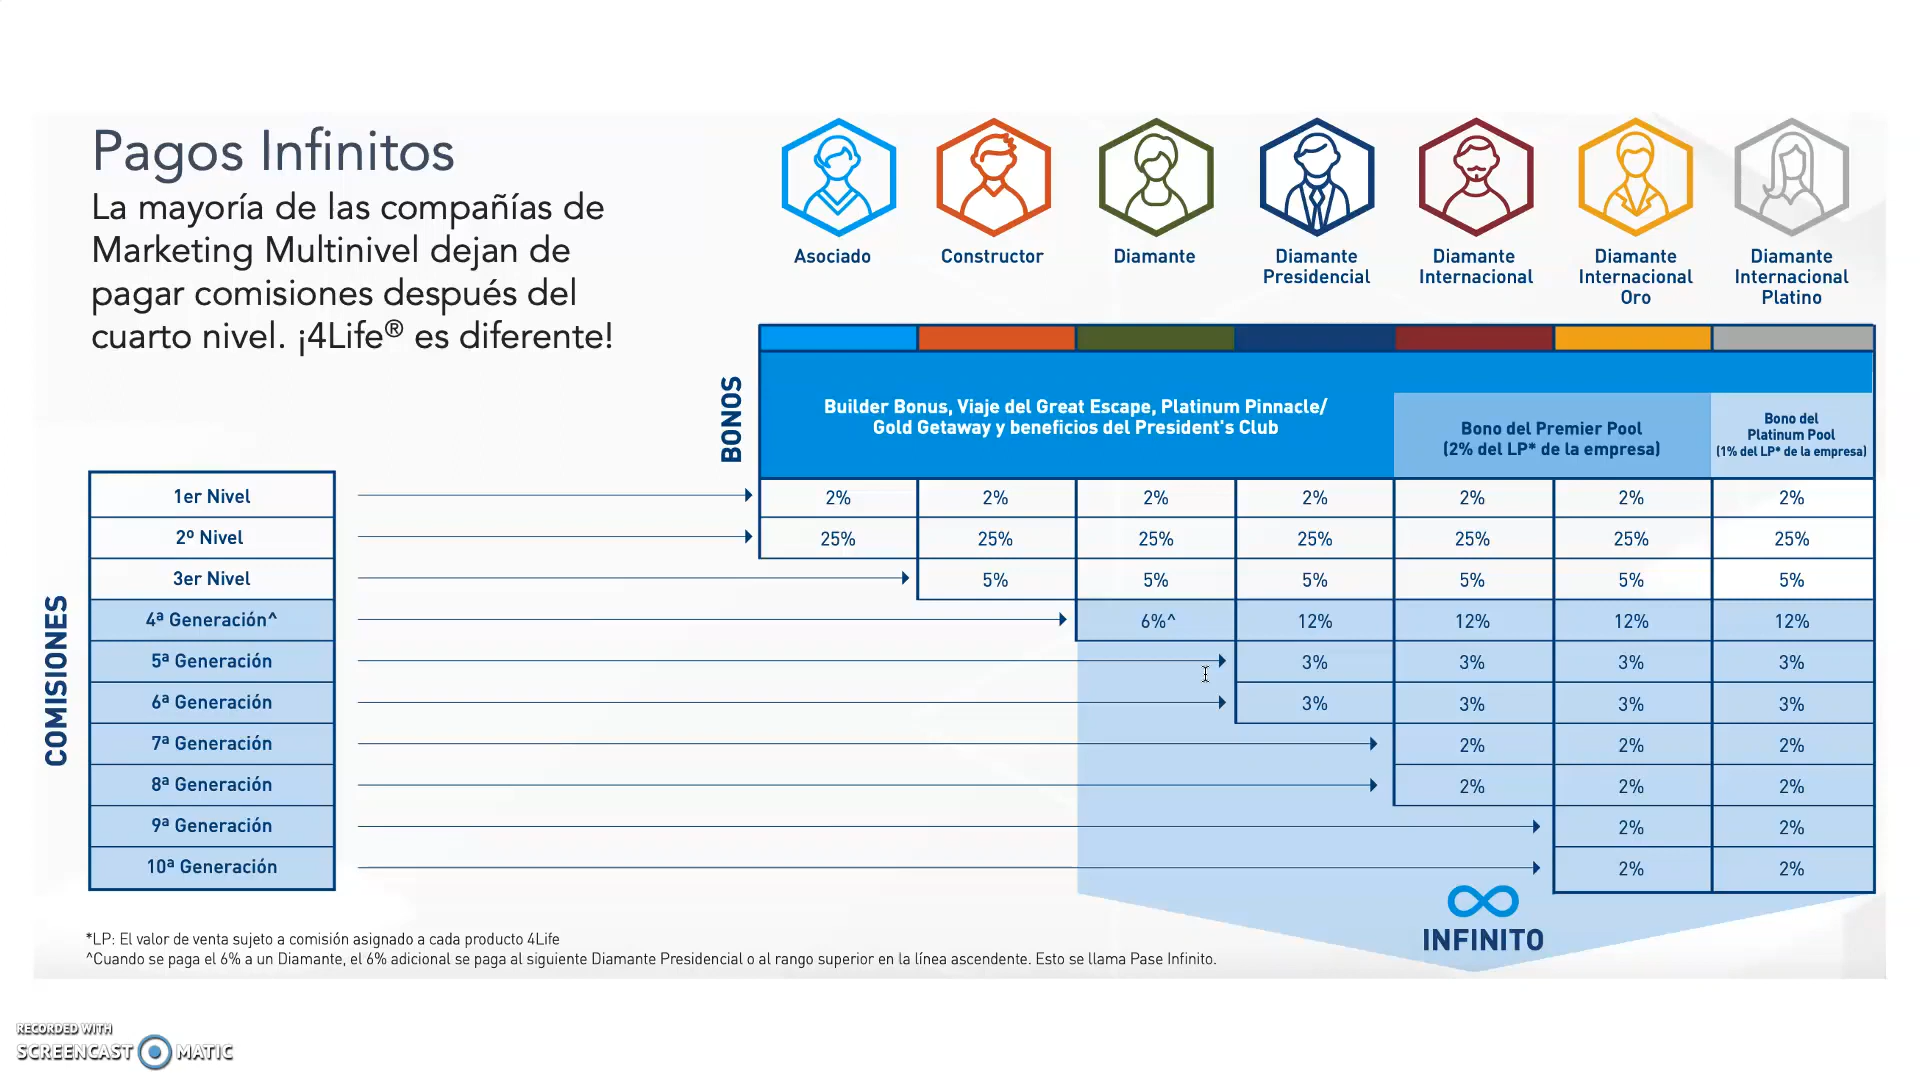 Pagos Infinitos
La mayoría de las compañías de
Marketing Multinivel dejan de
pagar comisiones después del
cuarto nivel. ¡4Life® es diferente!
Asociado
Constructor
Diamante
Diamante
Presidencial
Diamante
Internacional
Diamante
Internacional
Oro
Diamante
Internacional
Platino
BONOS
Builder Bonus, Viaje del Great Escape, Platinum Pinnacle/
Gold Getaway y beneficios del President's Club
Bono del Premier Pool
(2% del LP* de la empresa)
Bono del
Platinum Pool
(1% del LP* de la empresa)
COMISIONES
1er Nivel 2% 2% 2% 2% 2% 2% 2%
2º Nivel 25% 25% 25% 25% 25% 25% 25%
3er Nivel 5% 5% 5% 5% 5% 5%
4ª Generación^ 6%^ 12% 12% 12% 12%
5ª Generación 3% 3% 3% 3%
6ª Generación 3% 3% 3% 3%
7ª Generación 2% 2% 2%
8ª Generación 2% 2% 2%
9ª Generación 2% 2%
10ª Generación 2% 2%
INFINITO
*LP: El valor de venta sujeto a comisión asignado a cada producto 4Life
^Cuando se paga el 6% a un Diamante, el 6% adicional se paga al siguiente Diamante Presidencial o al rango superior en la línea ascendente. Esto se llama Pase Infinito.
RECORDED WITH
SCREENCAST MATIC